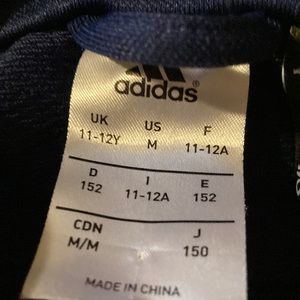 adidas®
UK US F
11-12Y M 11-12A
D I E
152 11-12A 152
CDN J
M/M 150
MADE IN CHINA